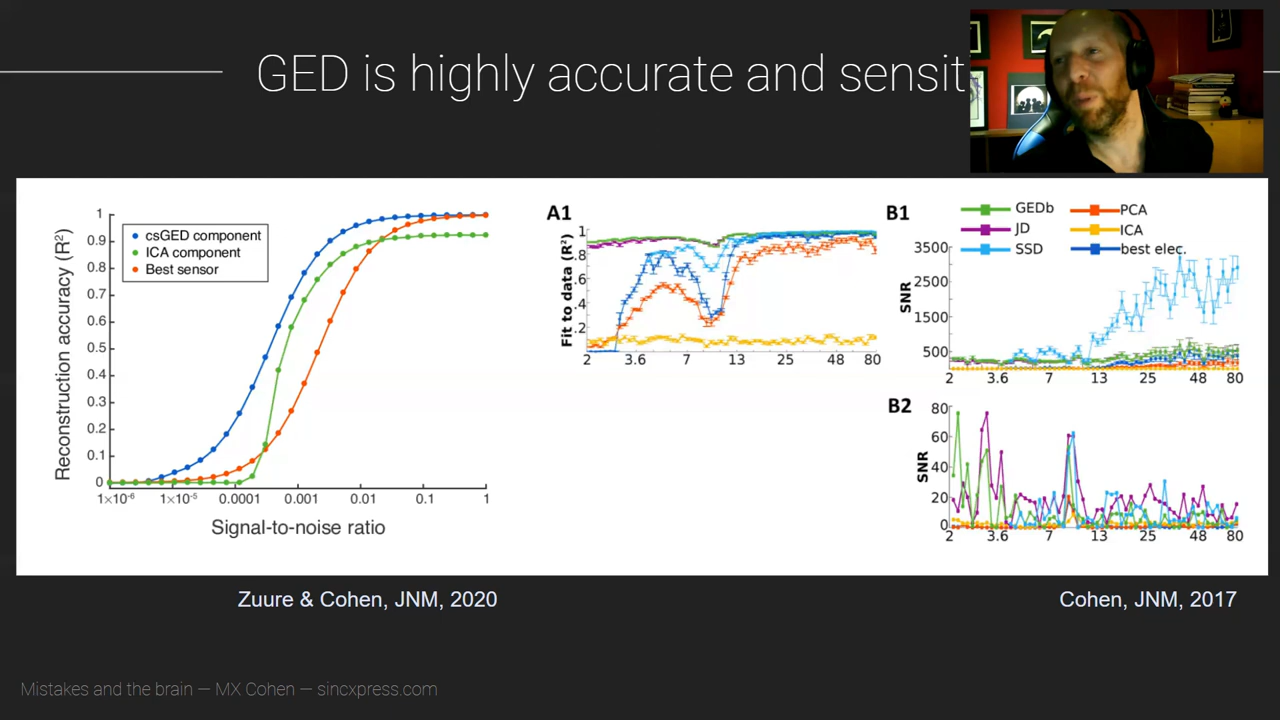 GED is highly accurate and sensit
Reconstruction accuracy (R²)
1
0.9
0.8
0.7
0.6
0.5
0.4
0.3
0.2
0.1
0
csGED component
ICA component
Best sensor
1×10⁻⁶ 1×10⁻⁵ 0.0001 0.001 0.01 0.1 1
Signal-to-noise ratio
A1
Fit to data (R²)
1
.8
.6
.4
.2
2 3.6 7 13 25 48 80
B1
GEDb PCA
JD ICA
SSD best elec.
SNR
3500
2500
1500
500
2 3.6 7 13 25 48 80
B2
SNR
80
60
40
20
0
2 3.6 7 13 25 48 80
Zuure & Cohen, JNM, 2020
Cohen, JNM, 2017
Mistakes and the brain — MX Cohen — sincxpress.com